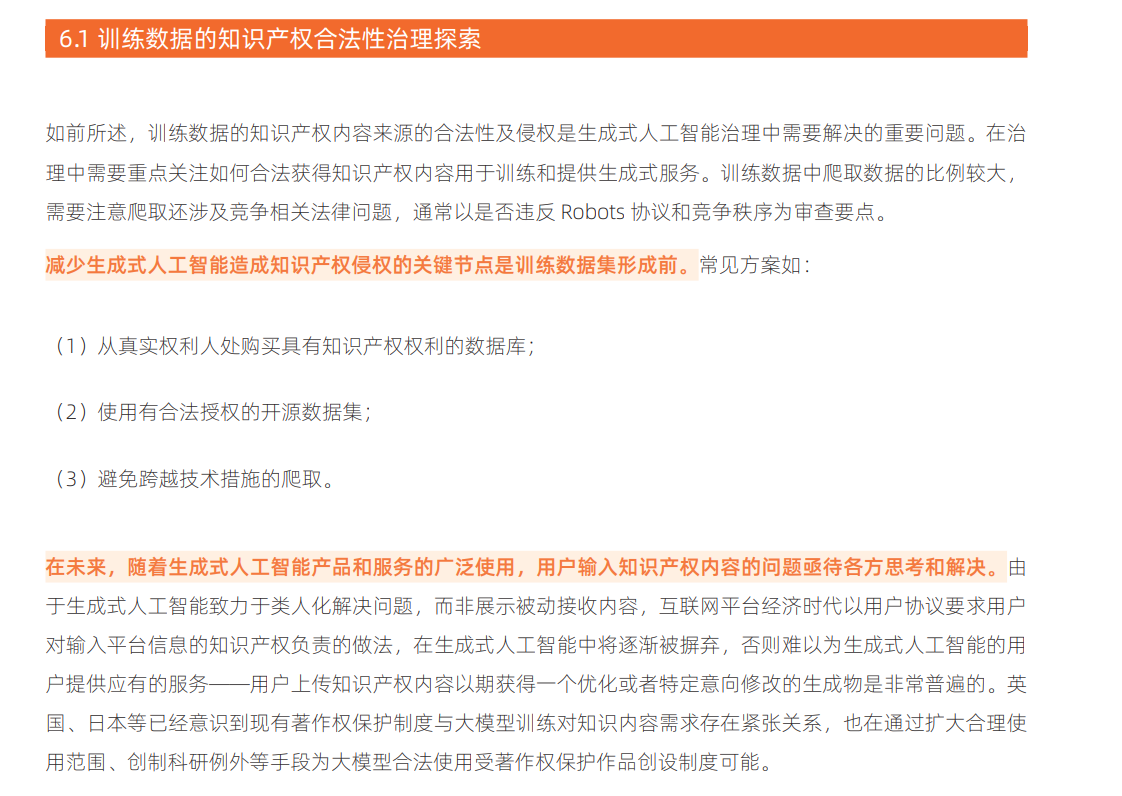 6.1 训练数据的知识产权合法性治理探索
如前所述，训练数据的知识产权内容来源的合法性及侵权是生成式人工智能治理中需要解决的重要问题。在治
理中需要重点关注如何合法获得知识产权内容用于训练和提供生成式服务。训练数据中爬取数据的比例较大，
需要注意爬取还涉及竞争相关法律问题，通常以是否违反 Robots 协议和竞争秩序为审查要点。
减少生成式人工智能造成知识产权侵权的关键节点是训练数据集形成前。常见方案如：
（1）从真实权利人处购买具有知识产权权利的数据库；
（2）使用有合法授权的开源数据集；
（3）避免跨越技术措施的爬取。
在未来，随着生成式人工智能产品和服务的广泛使用，用户输入知识产权内容的问题亟待各方思考和解决。由
于生成式人工智能致力于类人化解决问题，而非展示被动接收内容，互联网平台经济时代以用户协议要求用户
对输入平台信息的知识产权负责的做法，在生成式人工智能中将逐渐被摒弃，否则难以为生成式人工智能的用
户提供应有的服务——用户上传知识产权内容以期获得一个优化或者特定意向修改的生成物是非常普遍的。英
国、日本等已经意识到现有著作权保护制度与大模型训练对知识内容需求存在紧张关系，也在通过扩大合理使
用范围、创制科研例外等手段为大模型合法使用受著作权保护作品创设制度可能。